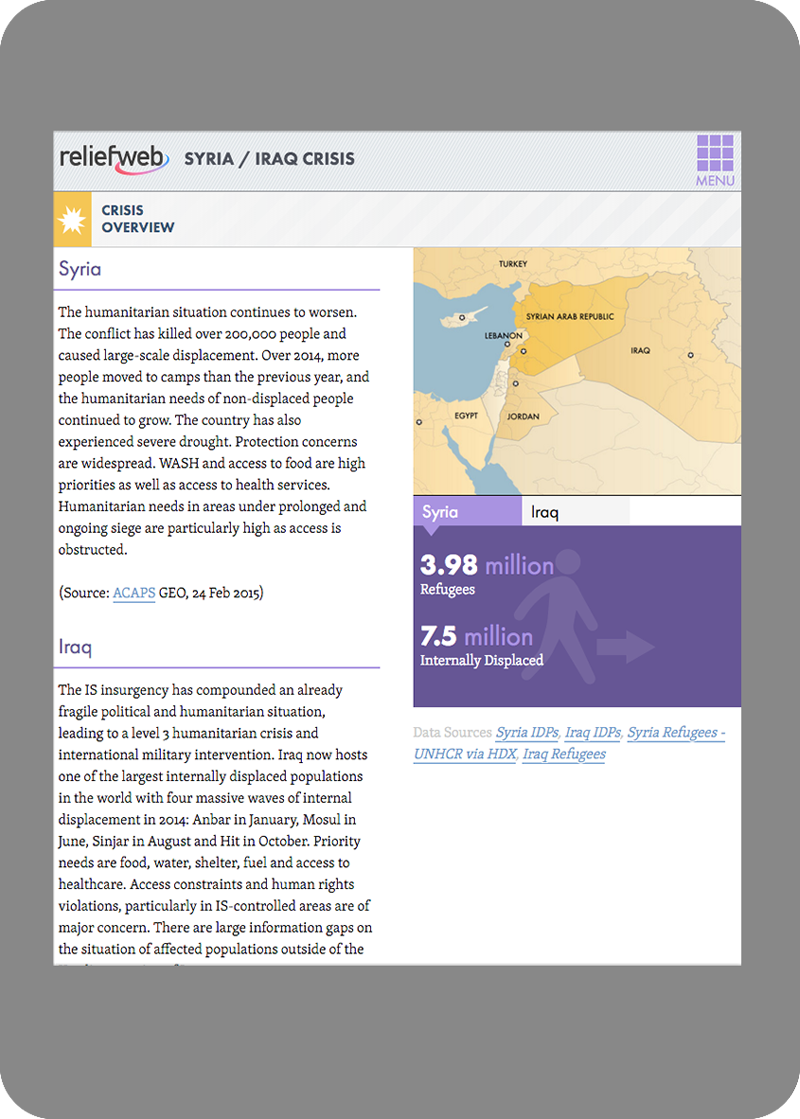 reliefweb SYRIA / IRAQ CRISIS
MENU
CRISIS
OVERVIEW
Syria
The humanitarian situation continues to worsen.
The conflict has killed over 200,000 people and
caused large-scale displacement. Over 2014, more
people moved to camps than the previous year, and
the humanitarian needs of non-displaced people
continued to grow. The country has also
experienced severe drought. Protection concerns
are widespread. WASH and access to food are high
priorities as well as access to health services.
Humanitarian needs in areas under prolonged and
ongoing siege are particularly high as access is
obstructed.
(Source: ACAPS GEO, 24 Feb 2015)
Iraq
The IS insurgency has compounded an already
fragile political and humanitarian situation,
leading to a level 3 humanitarian crisis and
international military intervention. Iraq now hosts
one of the largest internally displaced populations
in the world with four massive waves of internal
displacement in 2014: Anbar in January, Mosul in
June, Sinjar in August and Hit in October. Priority
needs are food, water, shelter, fuel and access to
healthcare. Access constraints and human rights
violations, particularly in IS-controlled areas are of
major concern. There are large information gaps on
the situation of affected populations outside of the
TURKEY
SYRIAN ARAB REPUBLIC
LEBANON
IRAQ
EGYPT
JORDAN
Syria
Iraq
3.98 million
Refugees
7.5 million
Internally Displaced
Data Sources Syria IDPs, Iraq IDPs, Syria Refugees -
UNHCR via HDX, Iraq Refugees